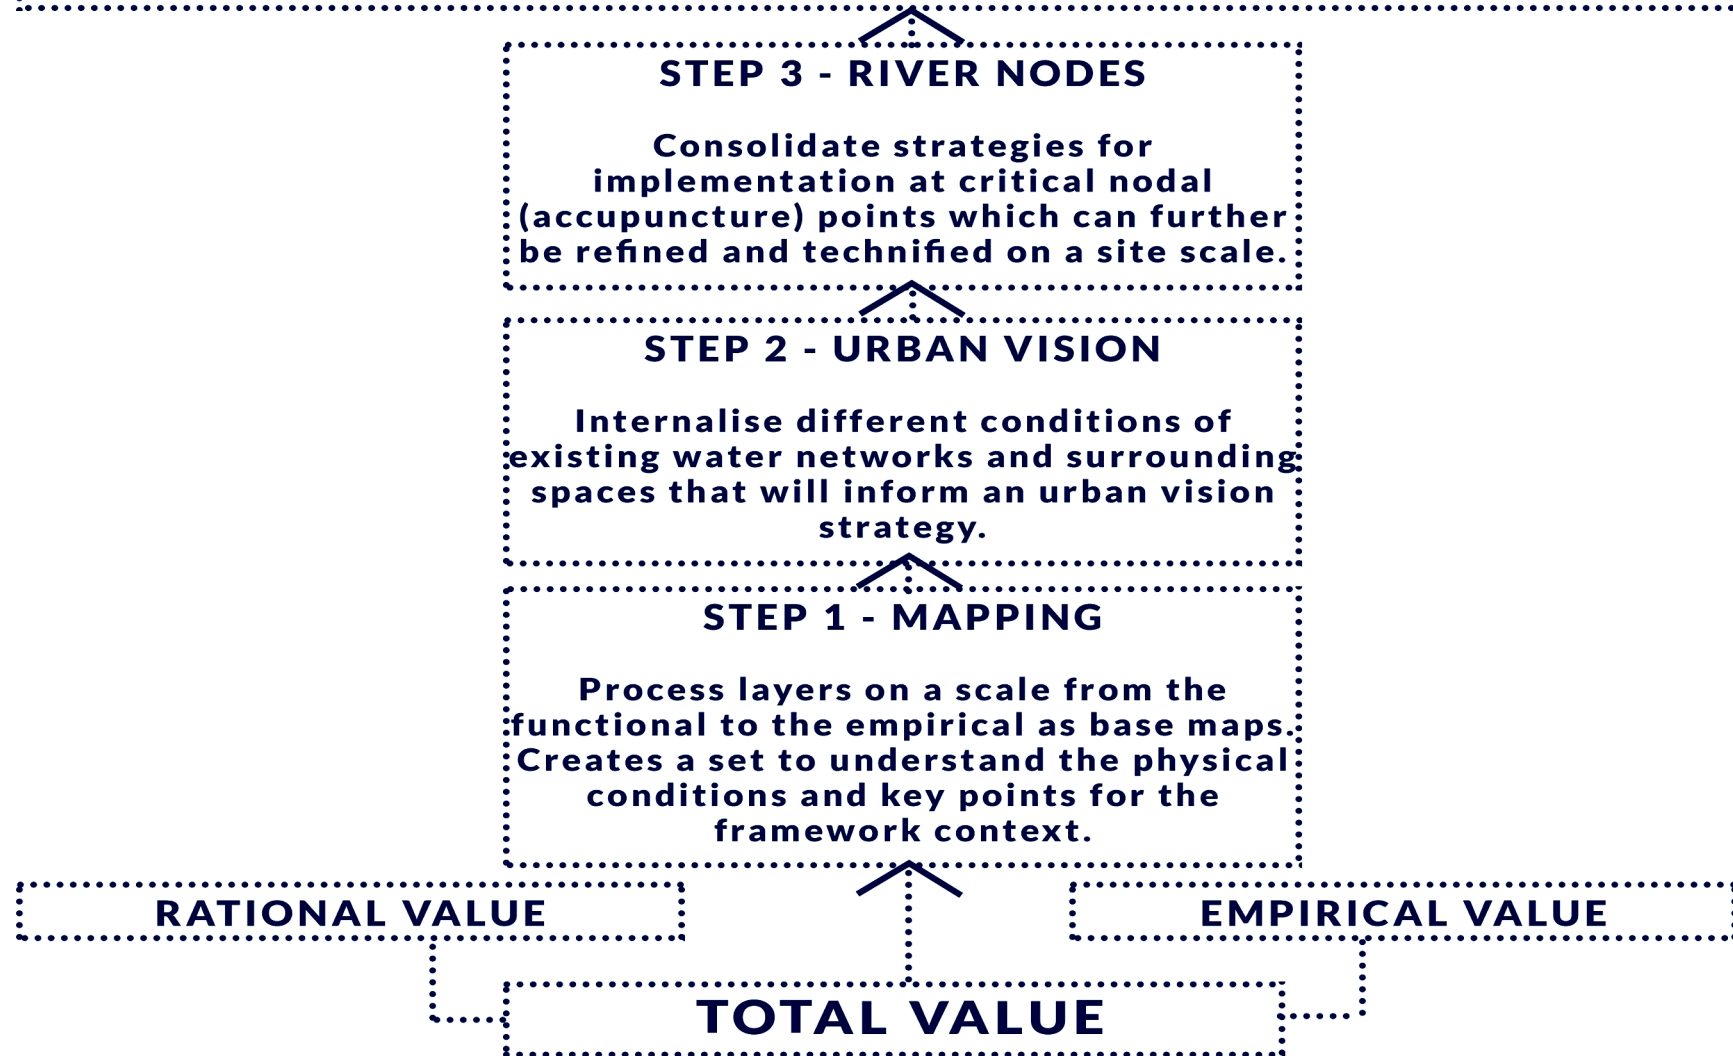 STEP 3 - RIVER NODES
Consolidate strategies for
implementation at critical nodal
(accupuncture) points which can further
be refined and technified on a site scale.
STEP 2 - URBAN VISION
Internalise different conditions of
existing water networks and surrounding
spaces that will inform an urban vision
strategy.
STEP 1 - MAPPING
Process layers on a scale from the
functional to the empirical as base maps.
Creates a set to understand the physical
conditions and key points for the
framework context.
RATIONAL VALUE
EMPIRICAL VALUE
TOTAL VALUE